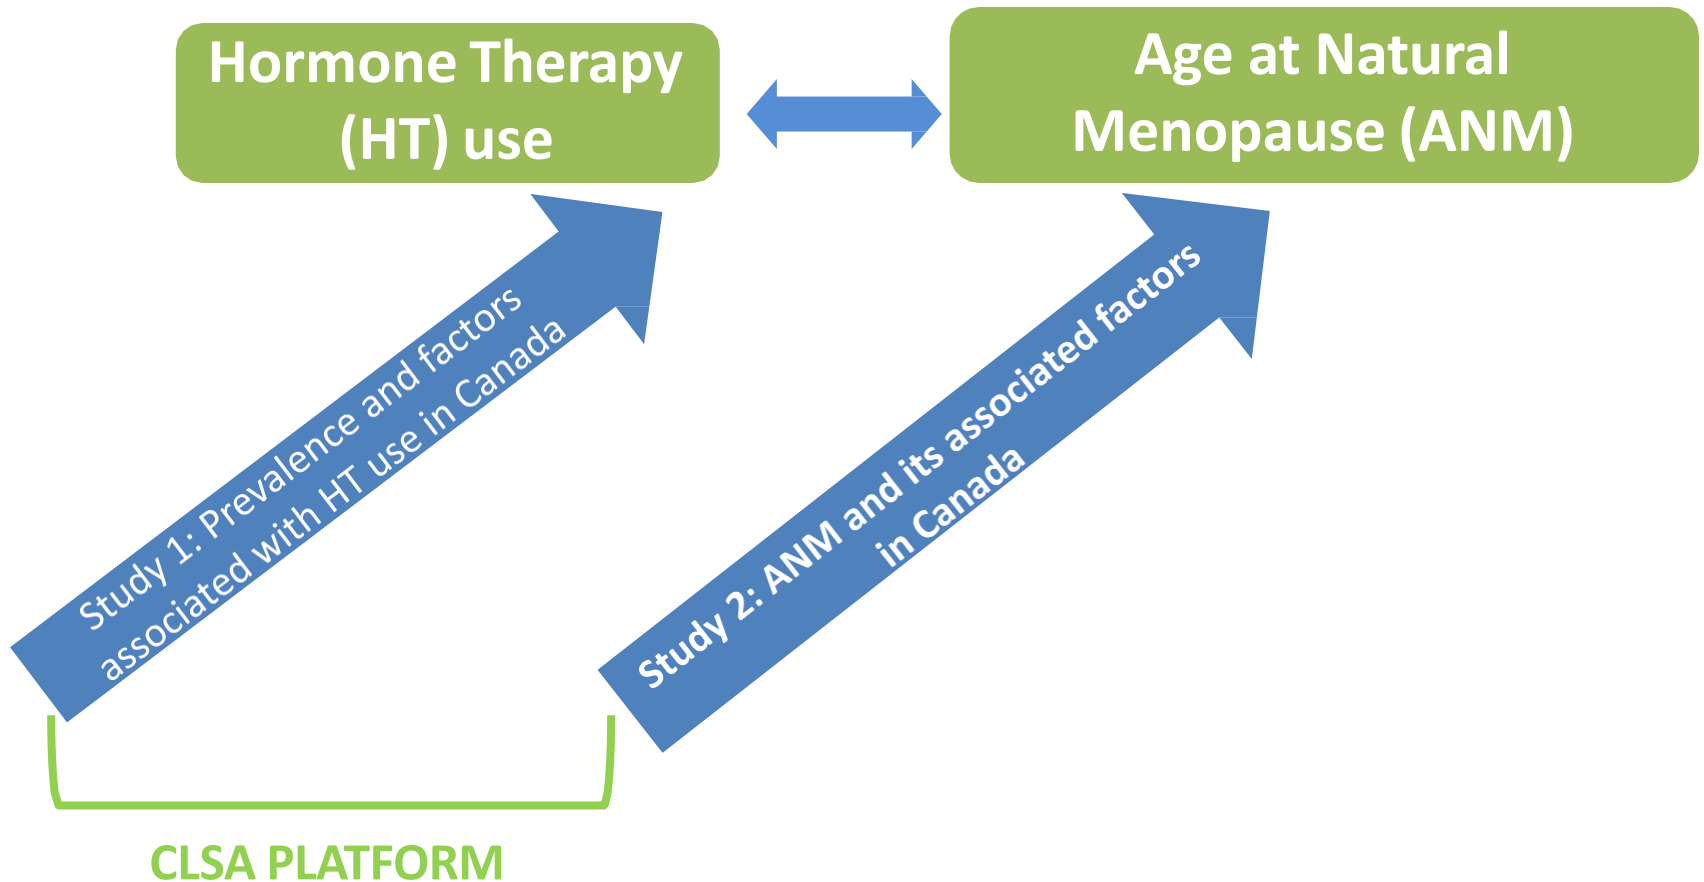 Hormone Therapy
(HT) use
Age at Natural
Menopause (ANM)
Study 1: Prevalence and factors
associated with HT use in Canada
Study 2: ANM and its associated factors
in Canada
CLSA PLATFORM